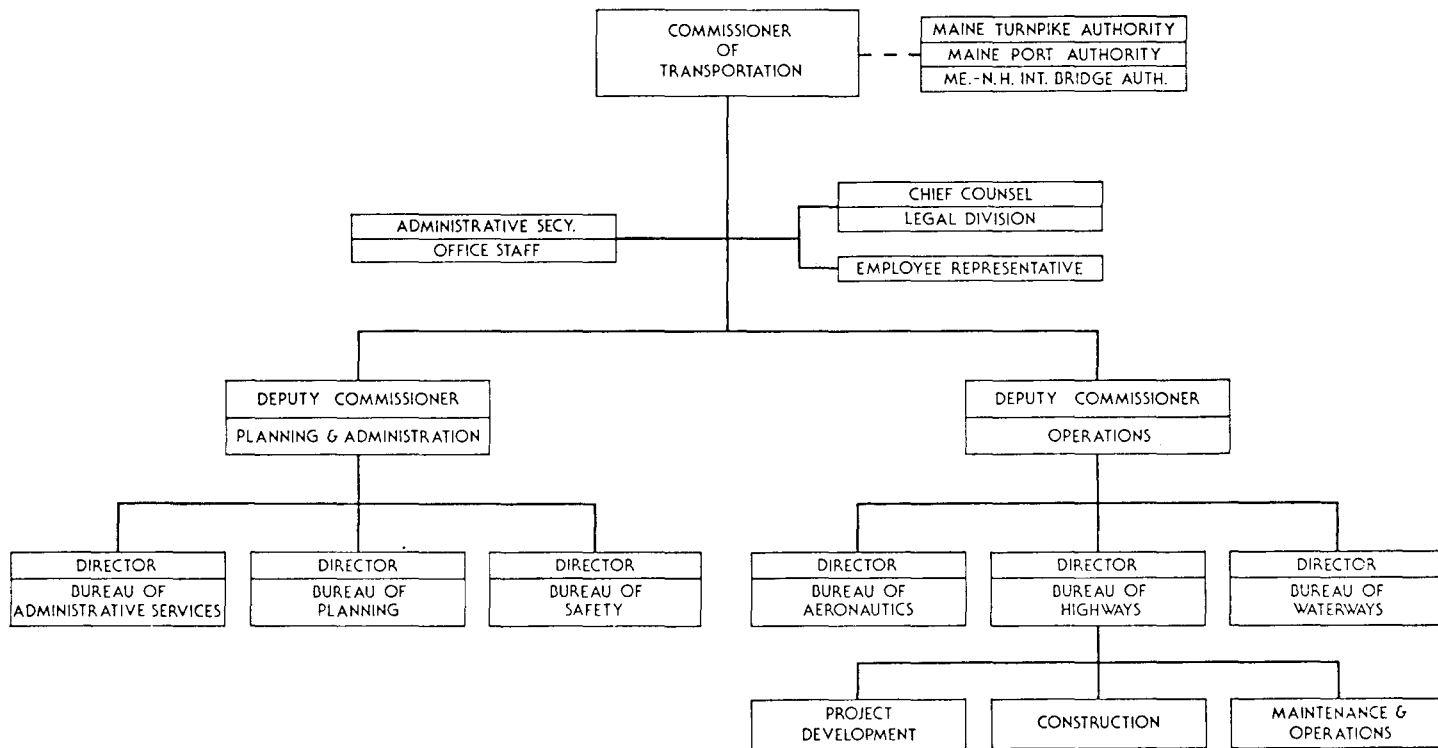 COMMISSIONER
OF
TRANSPORTATION
MAINE TURNPIKE AUTHORITY
MAINE PORT AUTHORITY
ME.-N.H. INT. BRIDGE AUTH.
ADMINISTRATIVE SECY.
OFFICE STAFF
CHIEF COUNSEL
LEGAL DIVISION
EMPLOYEE REPRESENTATIVE
DEPUTY COMMISSIONER
PLANNING & ADMINISTRATION
DEPUTY COMMISSIONER
OPERATIONS
DIRECTOR
BUREAU OF
ADMINISTRATIVE SERVICES
DIRECTOR
BUREAU OF
PLANNING
DIRECTOR
BUREAU OF
SAFETY
DIRECTOR
BUREAU OF
AERONAUTICS
DIRECTOR
BUREAU OF
HIGHWAYS
DIRECTOR
BUREAU OF
WATERWAYS
PROJECT
DEVELOPMENT
CONSTRUCTION
MAINTENANCE &
OPERATIONS